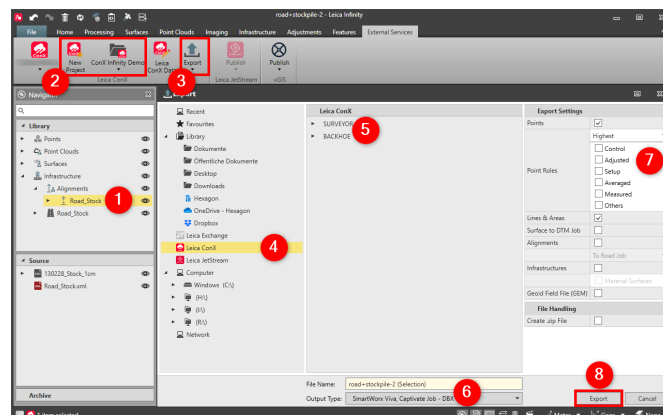 road+stockpile-2 - Leica Infinity
File Home Processing Surfaces Point Clouds Imaging Infrastructure Adjustments Features External Services
New Project
ConX Infinity Demo
Leica ConX Data
Export
Publish
Publish
2
3
Leica ConX
Leica JetStream
vGIS
Navigator
Library
Points
Point Clouds
Surfaces
Infrastructure
Alignments
Road_Stock
1
Road_Stock
Source
130228_Stock_1cm
Road_Stock.xml
Archive
Export
Recent
Favourites
Library
Dokumente
Öffentliche Dokumente
Desktop
Downloads
Hexagon
OneDrive - Hexagon
Dropbox
Leica Exchange
Leica ConX
4
Leica JetStream
Computer
Windows (C:\)
(H:\)
(I:\)
(R:\)
Network
Leica ConX
SURVEYOR
BACKHOE
5
Export Settings
Points
Highest
Point Roles
Control
Adjusted
Setup
Averaged
Measured
Others
7
Lines & Areas
Surface to DTM Job
Alignments
To Road Job
Infrastructures
Material Surfaces
Geoid Field File (GEM)
File Handling
Create .zip File
File Name: road+stockpile-2 (Selection)
Output Type: SmartWorx Viva, Captivate Job - DBX
6
8
Export Cancel
1 item selected